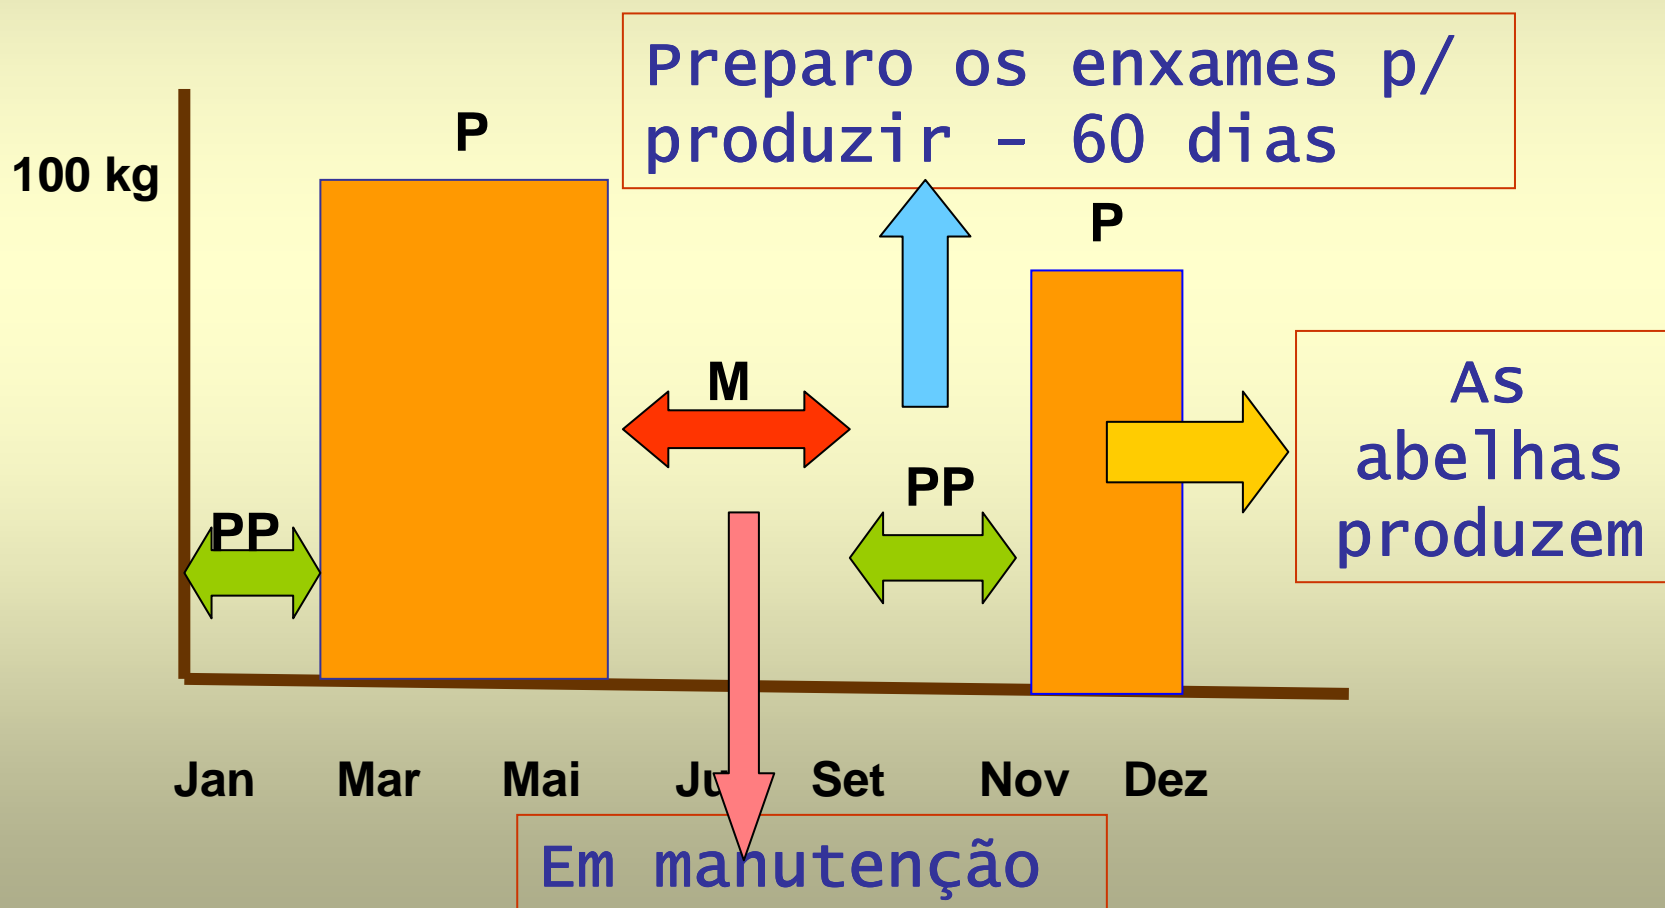 Preparo os enxames p/
produzir - 60 dias
P
100 kg
P
M
As
abelhas
produzem
PP
PP
Jan Mar Mai Set Nov Dez
Em manutenção